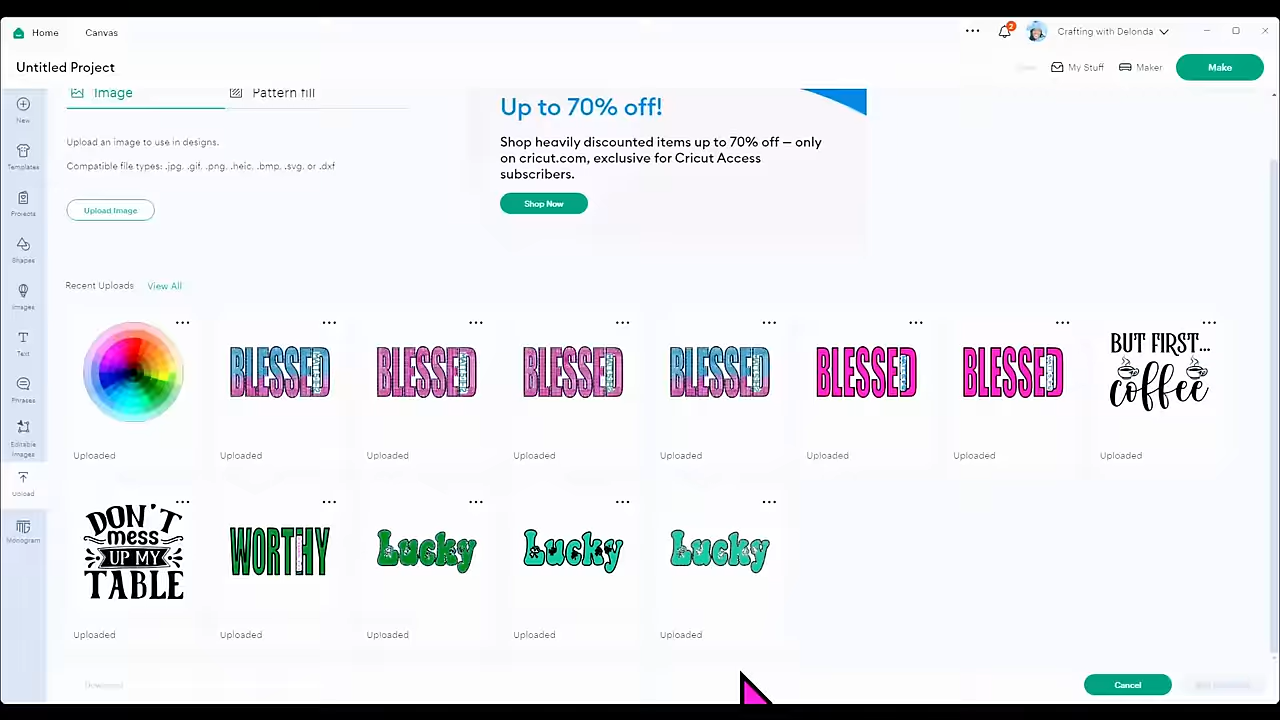 Home
Canvas
2
Crafting with Delonda
Untitled Project
My Stuff
Maker
Make
New
Templates
Projects
Shapes
Images
Text
Phrases
Editable
Images
Upload
Monogram
Image
Pattern fill
Upload an image to use in designs.
Compatible file types: .jpg, .gif, .png, .heic, .bmp, .svg, or .dxf
Upload Image
Up to 70% off!
Shop heavily discounted items up to 70% off — only
on cricut.com, exclusive for Cricut Access
subscribers.
Shop Now
Recent Uploads
View All
BLESSED
BLESSED
BLESSED
BLESSED
BLESSED
BLESSED
BUT FIRST...
coffee
Uploaded
Uploaded
Uploaded
Uploaded
Uploaded
Uploaded
Uploaded
Uploaded
DON'T
mess
UP MY
TABLE
WORTHY
Lucky
Lucky
Lucky
Uploaded
Uploaded
Uploaded
Uploaded
Uploaded
Cancel